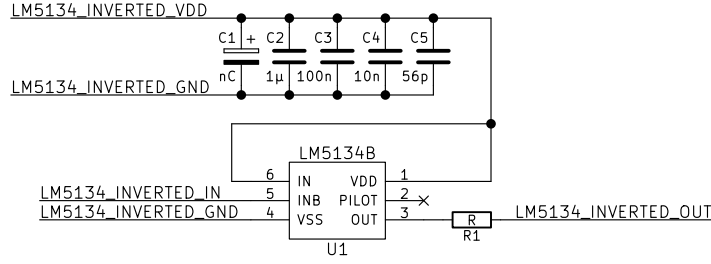 LM5134_INVERTED_VDD
C1 + C2 C3 C4 C5
nC 1µ 100n 10n 56p
LM5134_INVERTED_GND
LM5134B
6 IN VDD 1
LM5134_INVERTED_IN 5 INB PILOT 2
LM5134_INVERTED_GND 4 VSS OUT 3 R LM5134_INVERTED_OUT
R1
U1